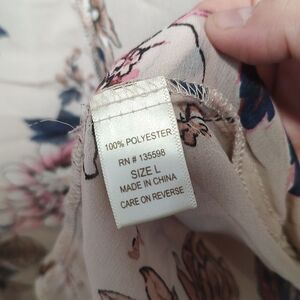 100% POLYESTER
RN # 135598
SIZE L
MADE IN CHINA
CARE ON REVERSE